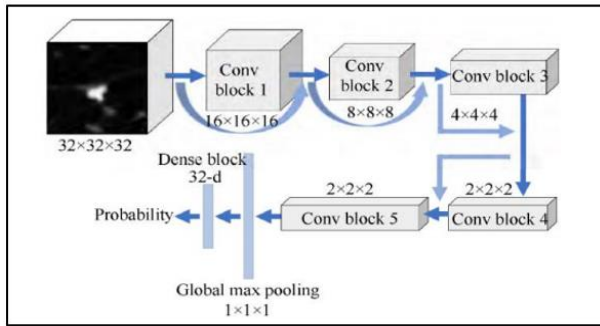 32×32×32
Conv
block 1
16×16×16
Conv
block 2
8×8×8
Conv block 3
4×4×4
2×2×2
Conv block 4
2×2×2
Conv block 5
Global max pooling
1×1×1
Dense block
32-d
Probability